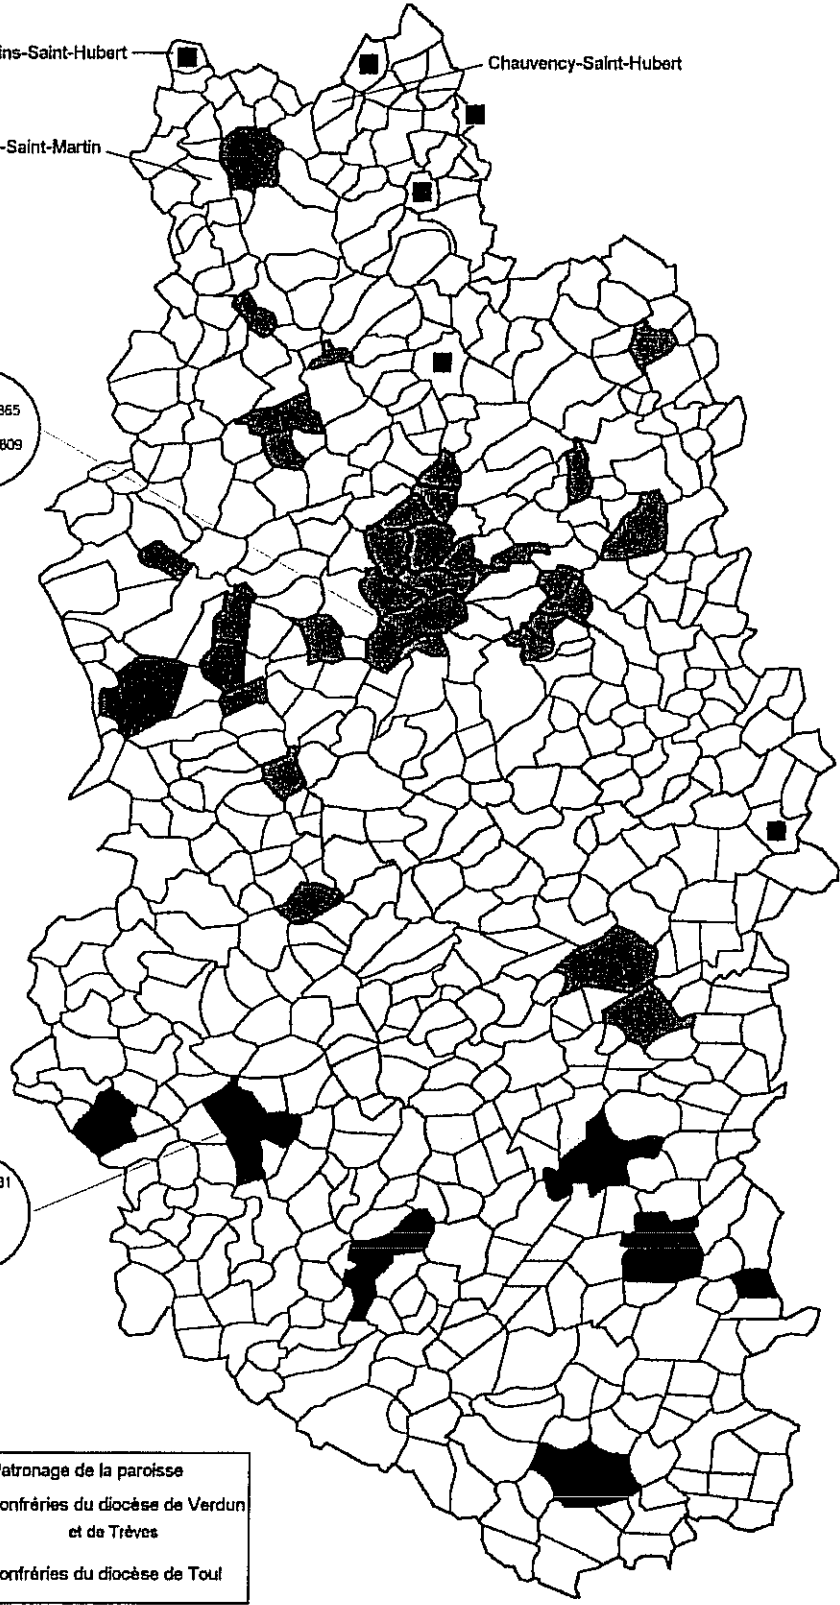 ins-Saint-Hubert
Chauvency-Saint-Hubert
-Saint-Martin
865
809
31
Patronage de la paroisse
onfréries du diocèse de Verdun
et de Trèves
onfréries du diocèse de Toul